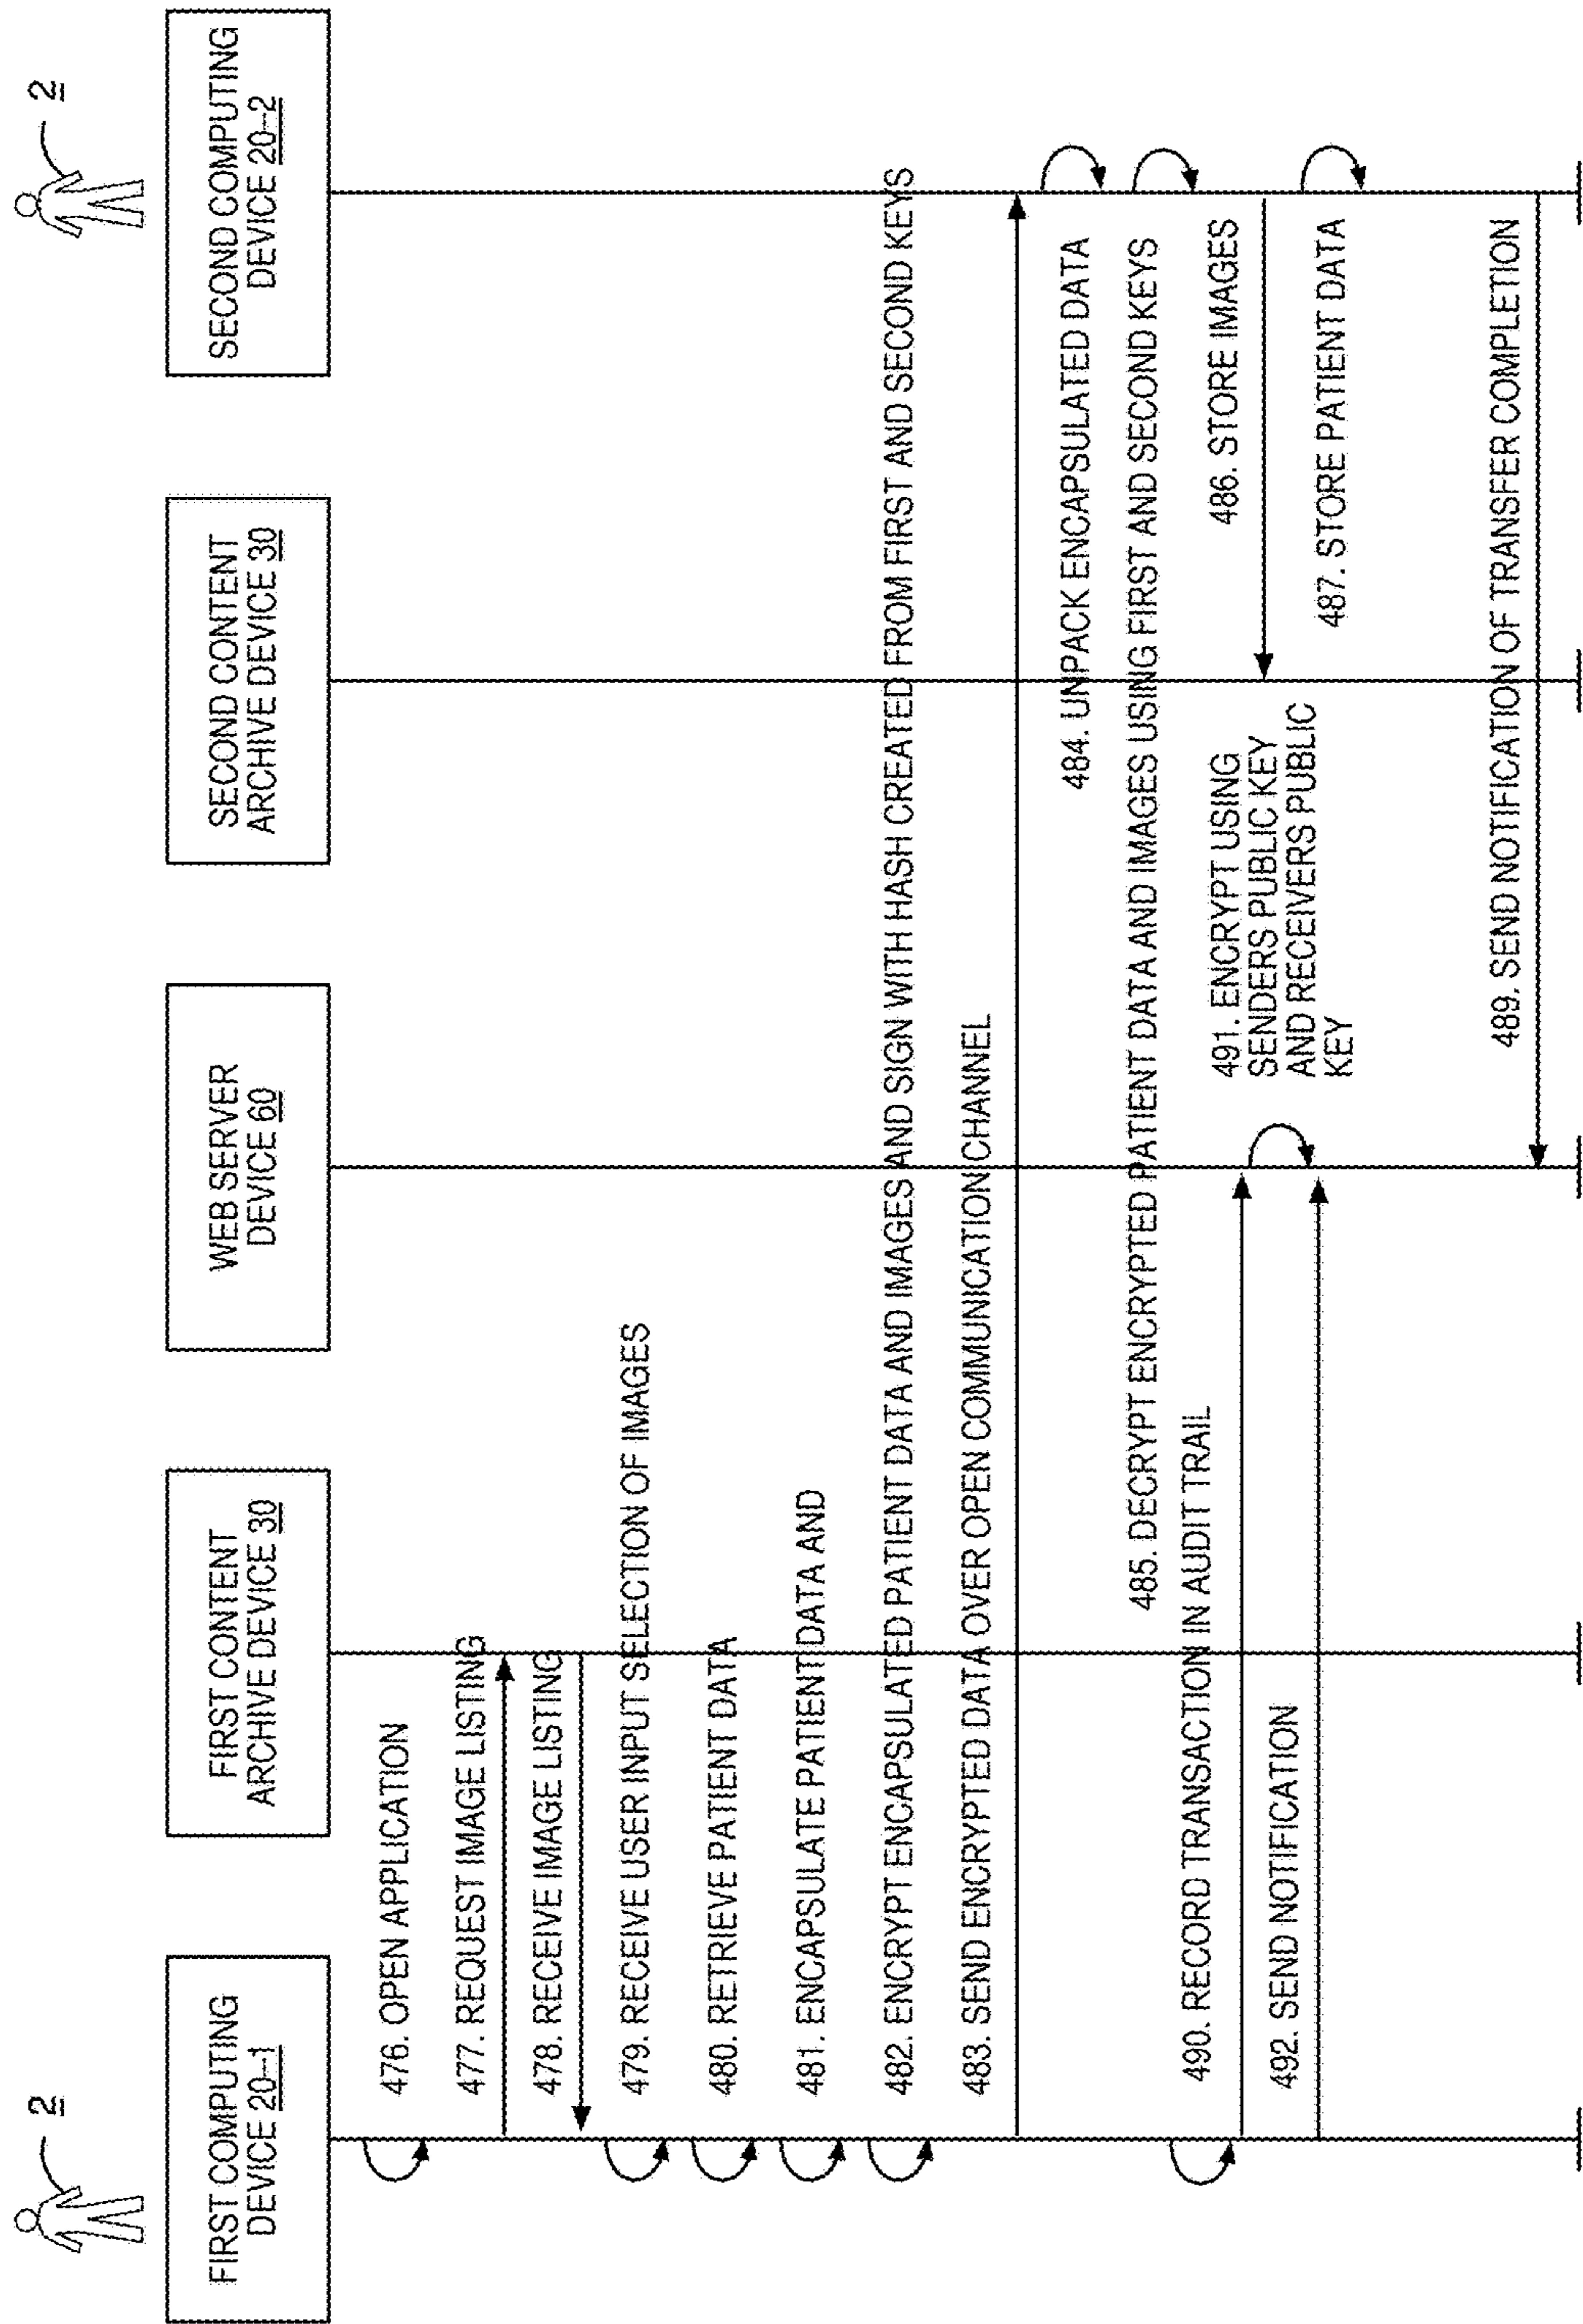 2
2
FIRST COMPUTING
DEVICE 20-1
FIRST CONTENT
ARCHIVE DEVICE 30
WEB SERVER
DEVICE 60
SECOND CONTENT
ARCHIVE DEVICE 30
SECOND COMPUTING
DEVICE 20-2
476. OPEN APPLICATION
477. REQUEST IMAGE LISTING
478. RECEIVE IMAGE LISTING
479. RECEIVE USER INPUT SELECTION OF IMAGES
480. RETRIEVE PATIENT DATA
481. ENCAPSULATE PATIENT DATA AND
482. ENCRYPT ENCAPSULATED PATIENT DATA AND IMAGES AND SIGN WITH HASH CREATED FROM FIRST AND SECOND KEYS
483. SEND ENCRYPTED DATA OVER OPEN COMMUNICATION CHANNEL
484. UNPACK ENCAPSULATED DATA
485. DECRYPT ENCRYPTED PATIENT DATA AND IMAGES USING FIRST AND SECOND KEYS
490. RECORD TRANSACTION IN AUDIT TRAIL
491. ENCRYPT USING
SENDERS PUBLIC KEY
AND RECEIVERS PUBLIC
KEY
486. STORE IMAGES
492. SEND NOTIFICATION
487. STORE PATIENT DATA
489. SEND NOTIFICATION OF TRANSFER COMPLETION